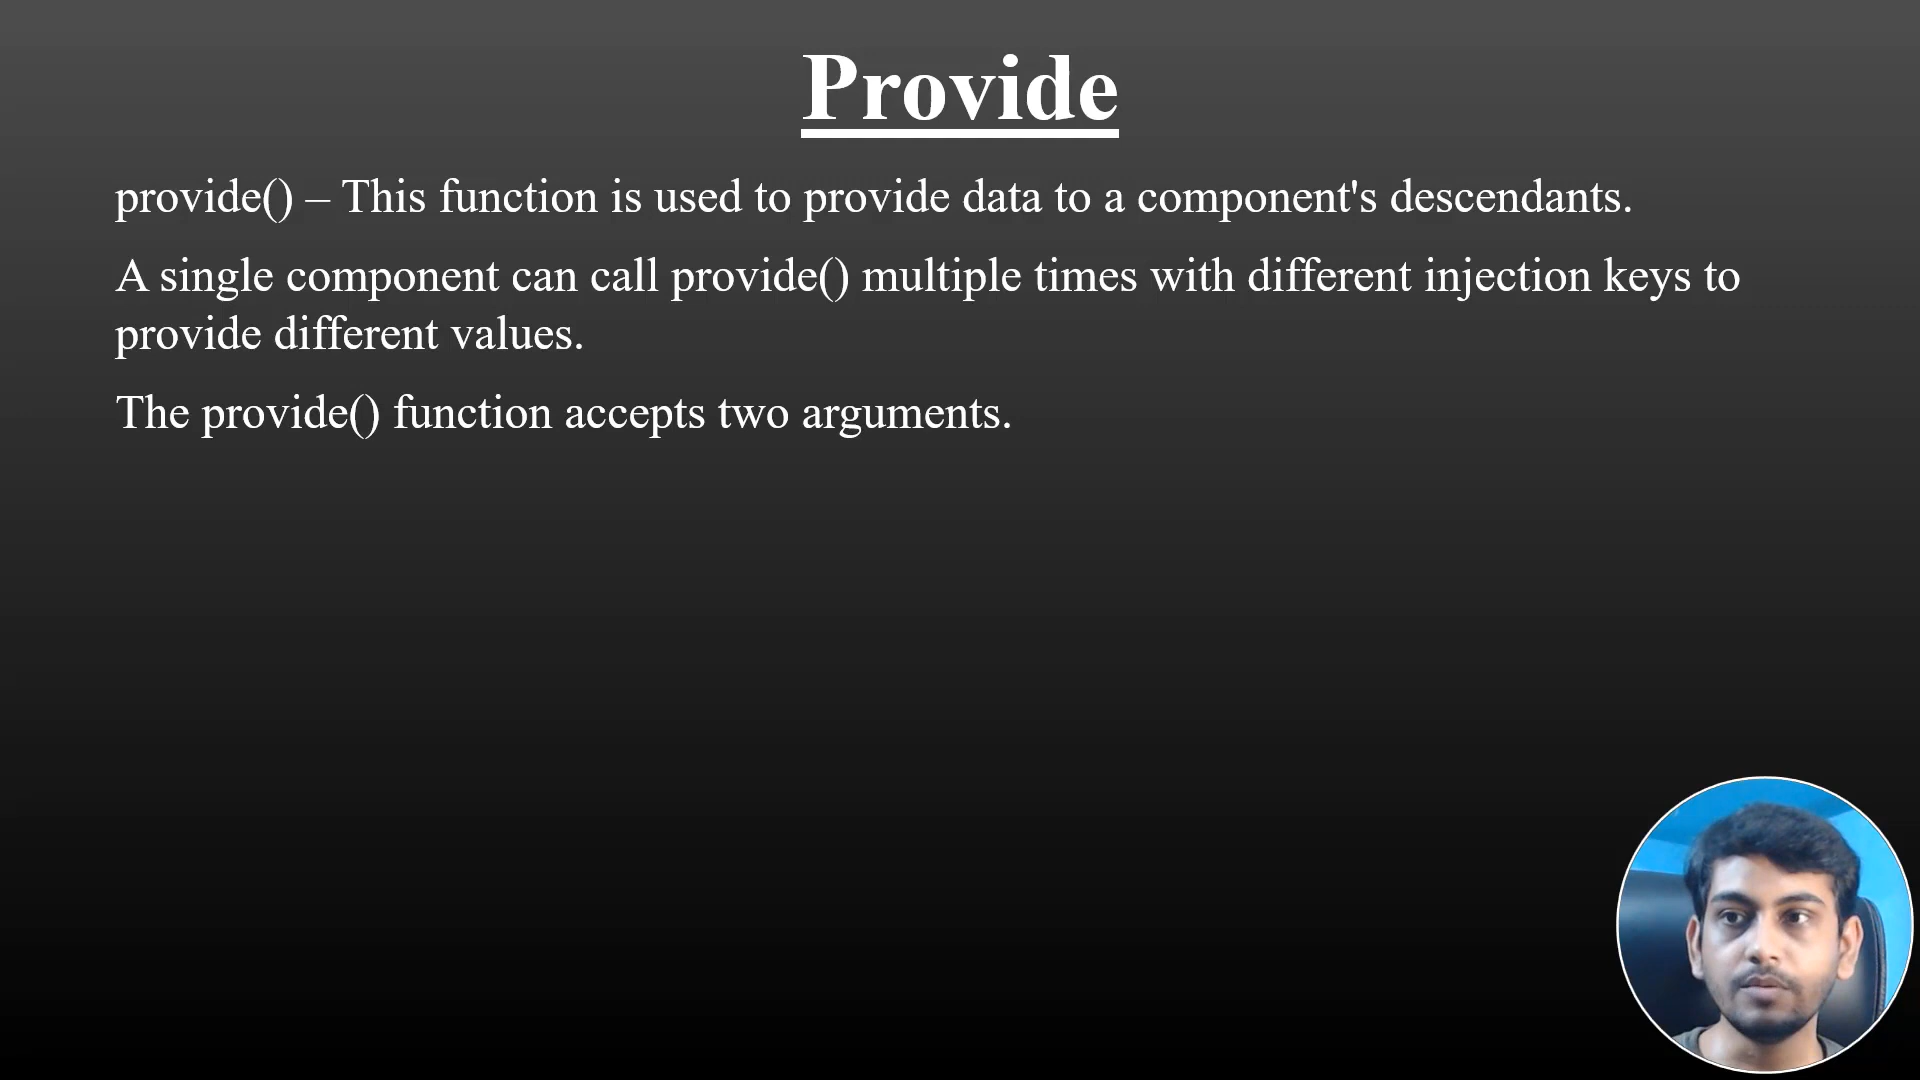 Provide
provide() – This function is used to provide data to a component's descendants.
A single component can call provide() multiple times with different injection keys to
provide different values.
The provide() function accepts two arguments.